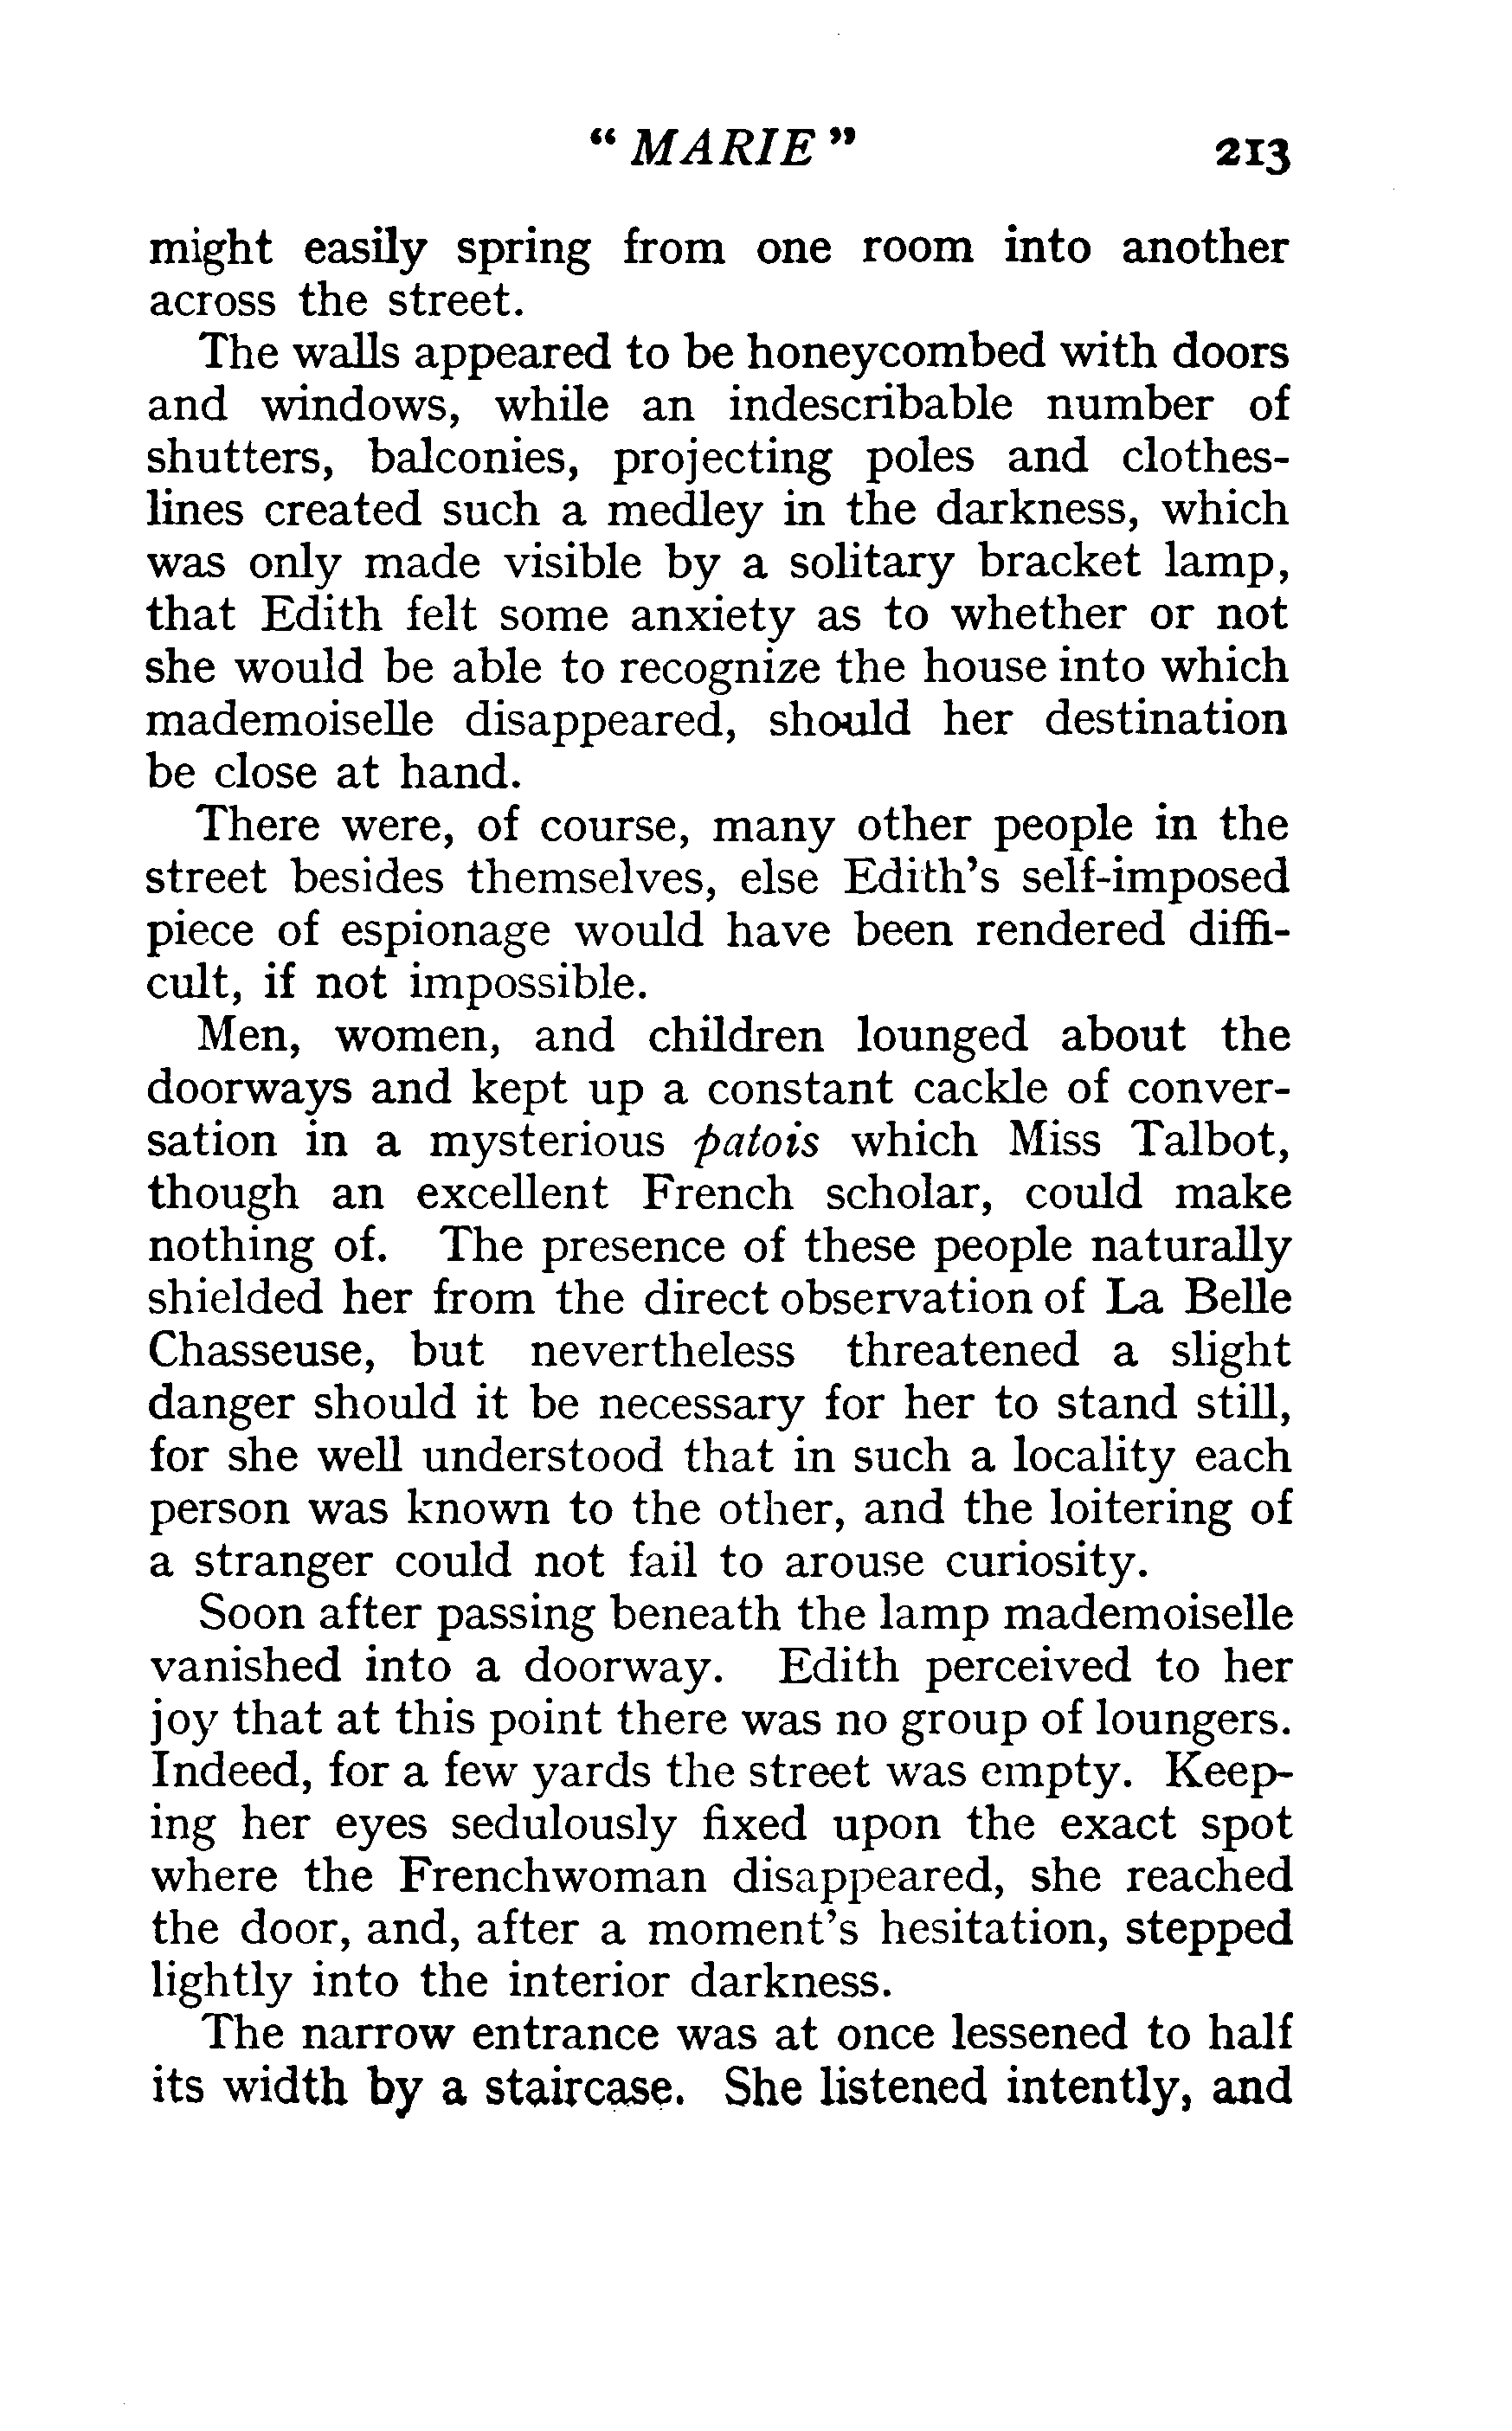 “ MARIE ” 213
might easily spring from one room into another
across the street.
The walls appeared to be honeycombed with doors
and windows, while an indescribable number of
shutters, balconies, projecting poles and clothes-
lines created such a medley in the darkness, which
was only made visible by a solitary bracket lamp,
that Edith felt some anxiety as to whether or not
she would be able to recognize the house into which
mademoiselle disappeared, should her destination
be close at hand.
There were, of course, many other people in the
street besides themselves, else Edith's self-imposed
piece of espionage would have been rendered diffi-
cult, if not impossible.
Men, women, and children lounged about the
doorways and kept up a constant cackle of conver-
sation in a mysterious patois which Miss Talbot,
though an excellent French scholar, could make
nothing of. The presence of these people naturally
shielded her from the direct observation of La Belle
Chasseuse, but nevertheless threatened a slight
danger should it be necessary for her to stand still,
for she well understood that in such a locality each
person was known to the other, and the loitering of
a stranger could not fail to arouse curiosity.
Soon after passing beneath the lamp mademoiselle
vanished into a doorway. Edith perceived to her
joy that at this point there was no group of loungers.
Indeed, for a few yards the street was empty. Keep-
ing her eyes sedulously fixed upon the exact spot
where the Frenchwoman disappeared, she reached
the door, and, after a moment's hesitation, stepped
lightly into the interior darkness.
The narrow entrance was at once lessened to half
its width by a staircase. She listened intently, and